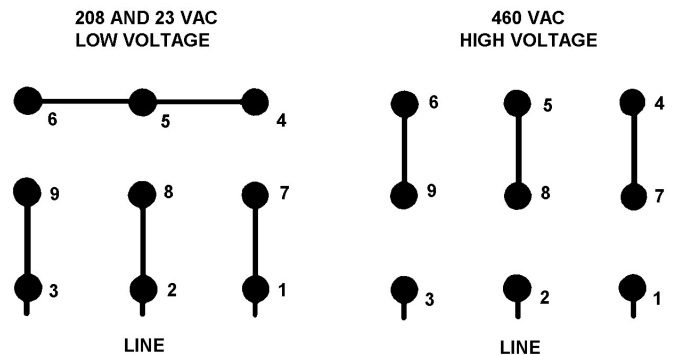 208 AND 23 VAC
LOW VOLTAGE
6 5 4
9 8 7
3 2 1
LINE
460 VAC
HIGH VOLTAGE
6 5 4
9 8 7
3 2 1
LINE